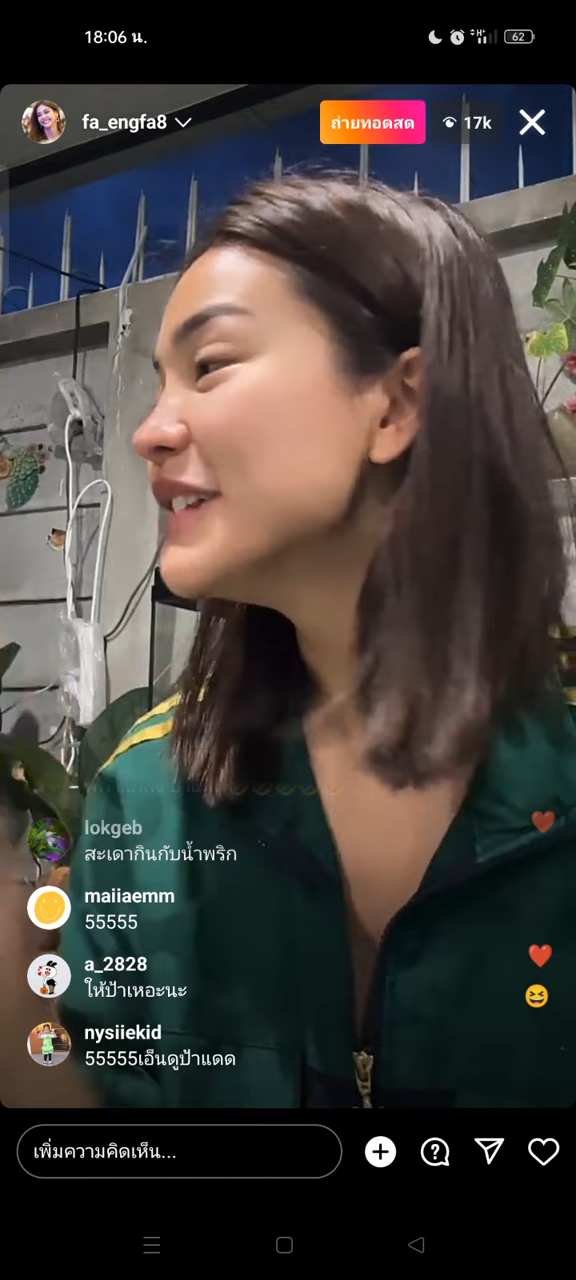 18:06 น.
62
fa_engfa8
ถ่ายทอดสด
17k
lokgeb
สะเดากินกับน้ำพริก
maiiaemm
55555
a_2828
ให้ป้าเหอะนะ
nysiiekid
55555เอ็นดูป้าแดดด
เพิ่มความคิดเห็น...